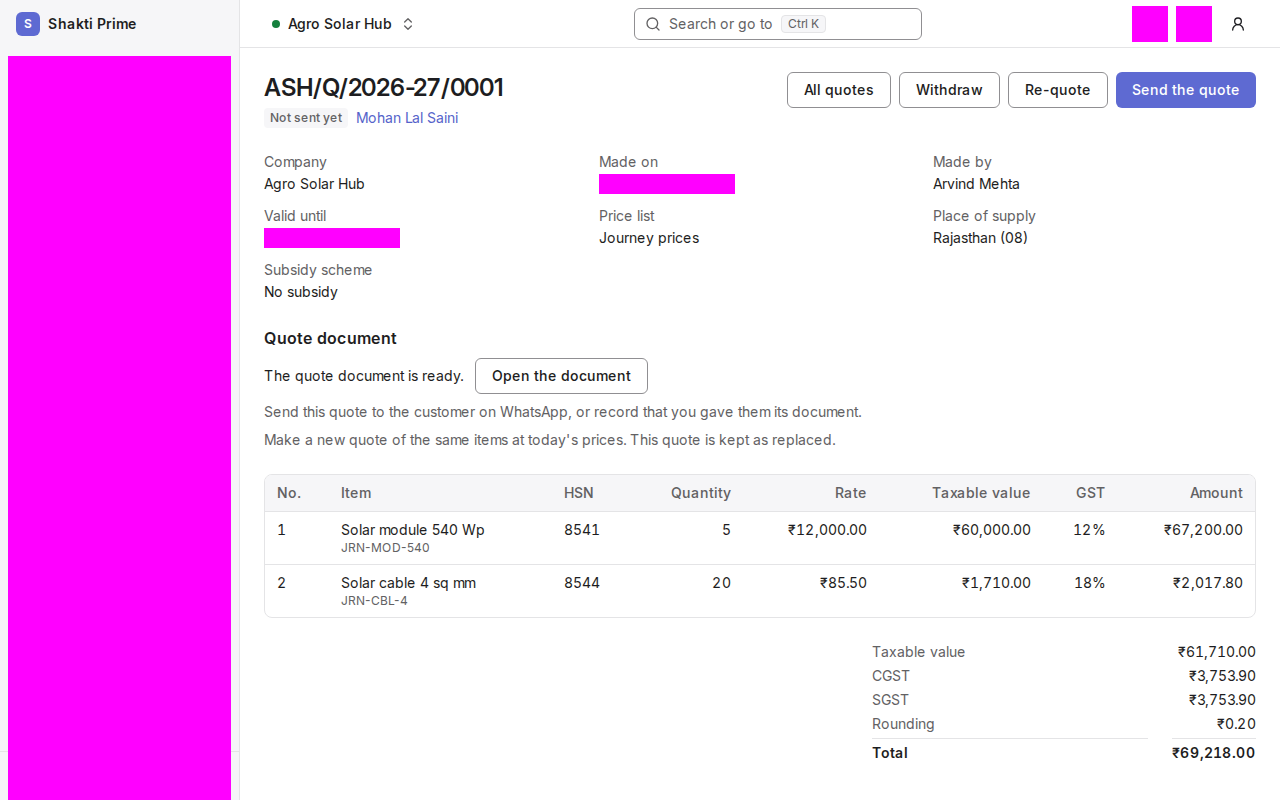 S Shakti Prime
Agro Solar Hub
Search or go to Ctrl K
ASH/Q/2026-27/0001
All quotes
Withdraw
Re-quote
Send the quote
Not sent yet Mohan Lal Saini
Company
Agro Solar Hub
Made on
Made by
Arvind Mehta
Valid until
Price list
Journey prices
Place of supply
Rajasthan (08)
Subsidy scheme
No subsidy
Quote document
The quote document is ready. Open the document
Send this quote to the customer on WhatsApp, or record that you gave them its document.
Make a new quote of the same items at today's prices. This quote is kept as replaced.
No. Item HSN Quantity Rate Taxable value GST Amount
1 Solar module 540 Wp 8541 5 ₹12,000.00 ₹60,000.00 12% ₹67,200.00
JRN-MOD-540
2 Solar cable 4 sq mm 8544 20 ₹85.50 ₹1,710.00 18% ₹2,017.80
JRN-CBL-4
Taxable value ₹61,710.00
CGST ₹3,753.90
SGST ₹3,753.90
Rounding ₹0.20
Total ₹69,218.00